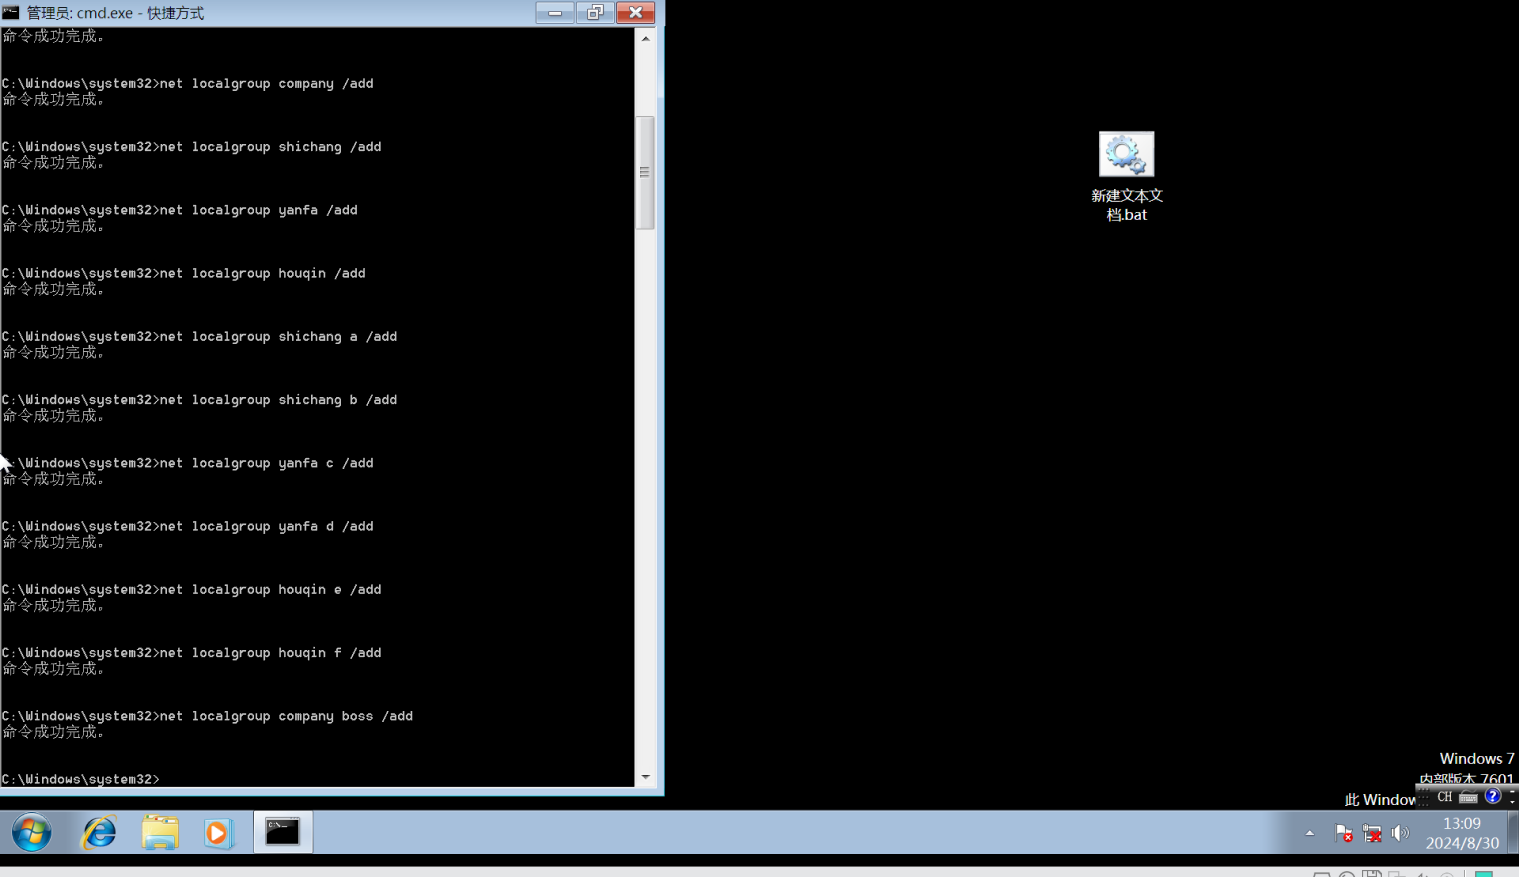 管理员: cmd.exe - 快捷方式
命令成功完成。
C:\Windows\system32>net localgroup company /add
命令成功完成。
C:\Windows\system32>net localgroup shichang /add
命令成功完成。
C:\Windows\system32>net localgroup yanfa /add
命令成功完成。
C:\Windows\system32>net localgroup houqin /add
命令成功完成。
C:\Windows\system32>net localgroup shichang a /add
命令成功完成。
C:\Windows\system32>net localgroup shichang b /add
命令成功完成。
:\Windows\system32>net localgroup yanfa c /add
命令成功完成。
C:\Windows\system32>net localgroup yanfa d /add
命令成功完成。
C:\Windows\system32>net localgroup houqin e /add
命令成功完成。
C:\Windows\system32>net localgroup houqin f /add
命令成功完成。
C:\Windows\system32>net localgroup company boss /add
命令成功完成。
C:\Windows\system32>
新建文本文
档.bat
Windows 7
内部版本 7601
此 Window
CH
13:09
2024/8/30